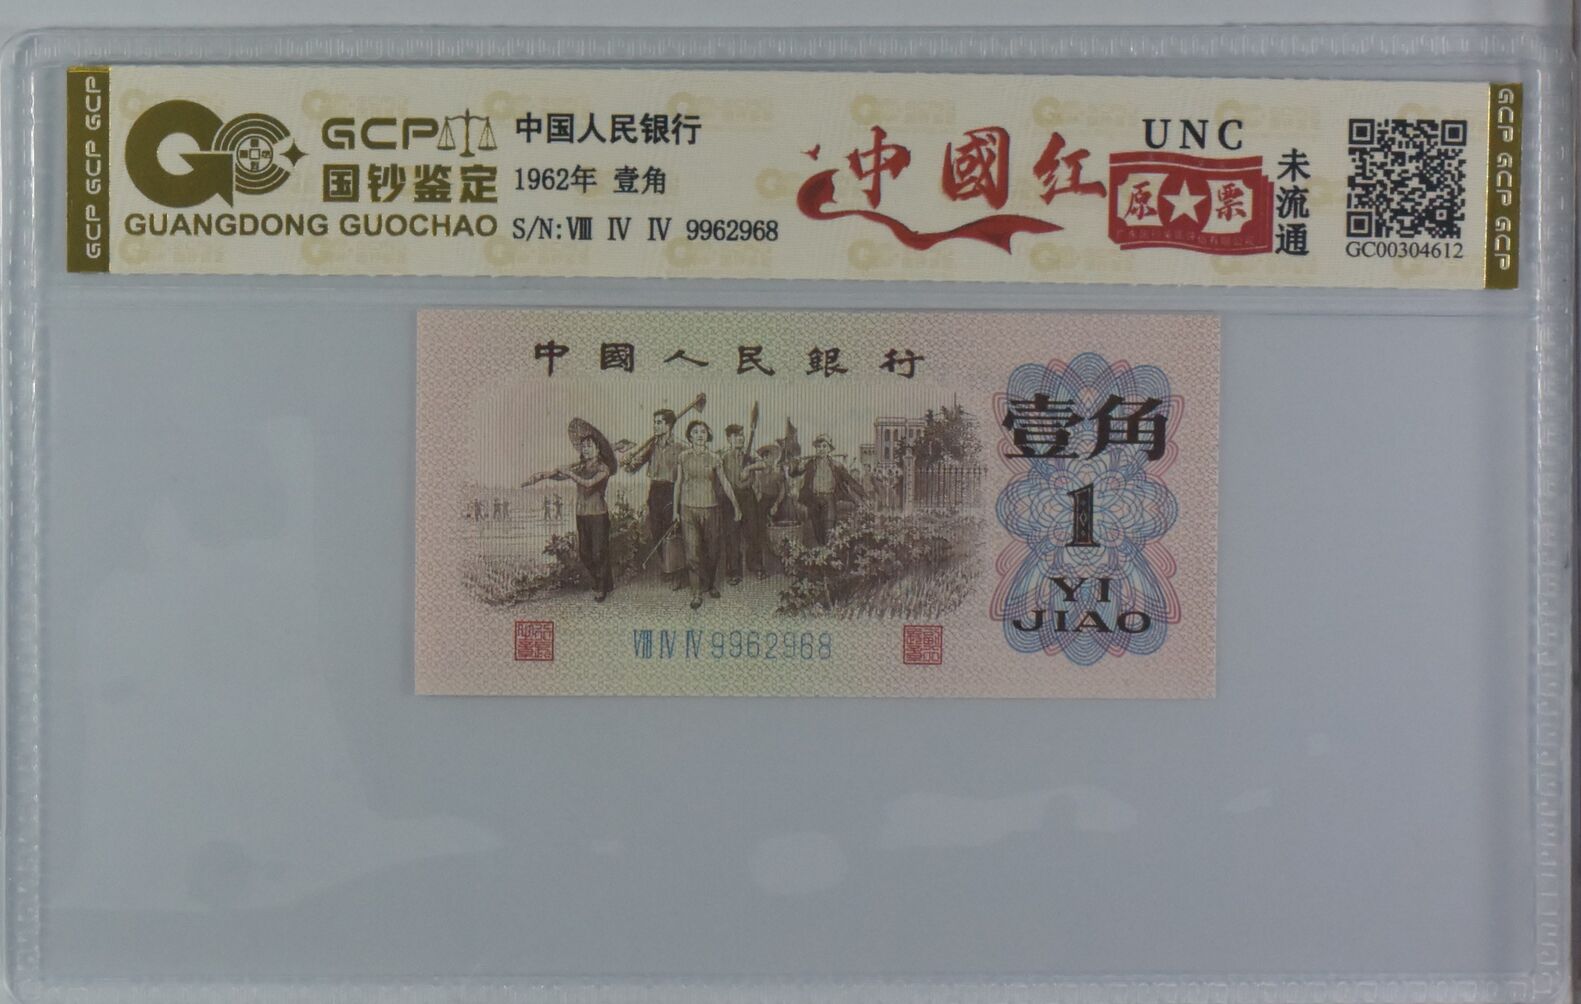 GCP GCP GCP
GCP
国钞鉴定
GUANGDONG GUOCHAO
中国人民银行
1962年 壹角
S/N:Ⅷ Ⅳ Ⅳ 9962968
中國红
UNC
原★票
未流通
GC00304612
GCP GCP GCP
中國人民銀行
壹角
1
YI
JIAO
Ⅷ Ⅳ Ⅳ 9962968